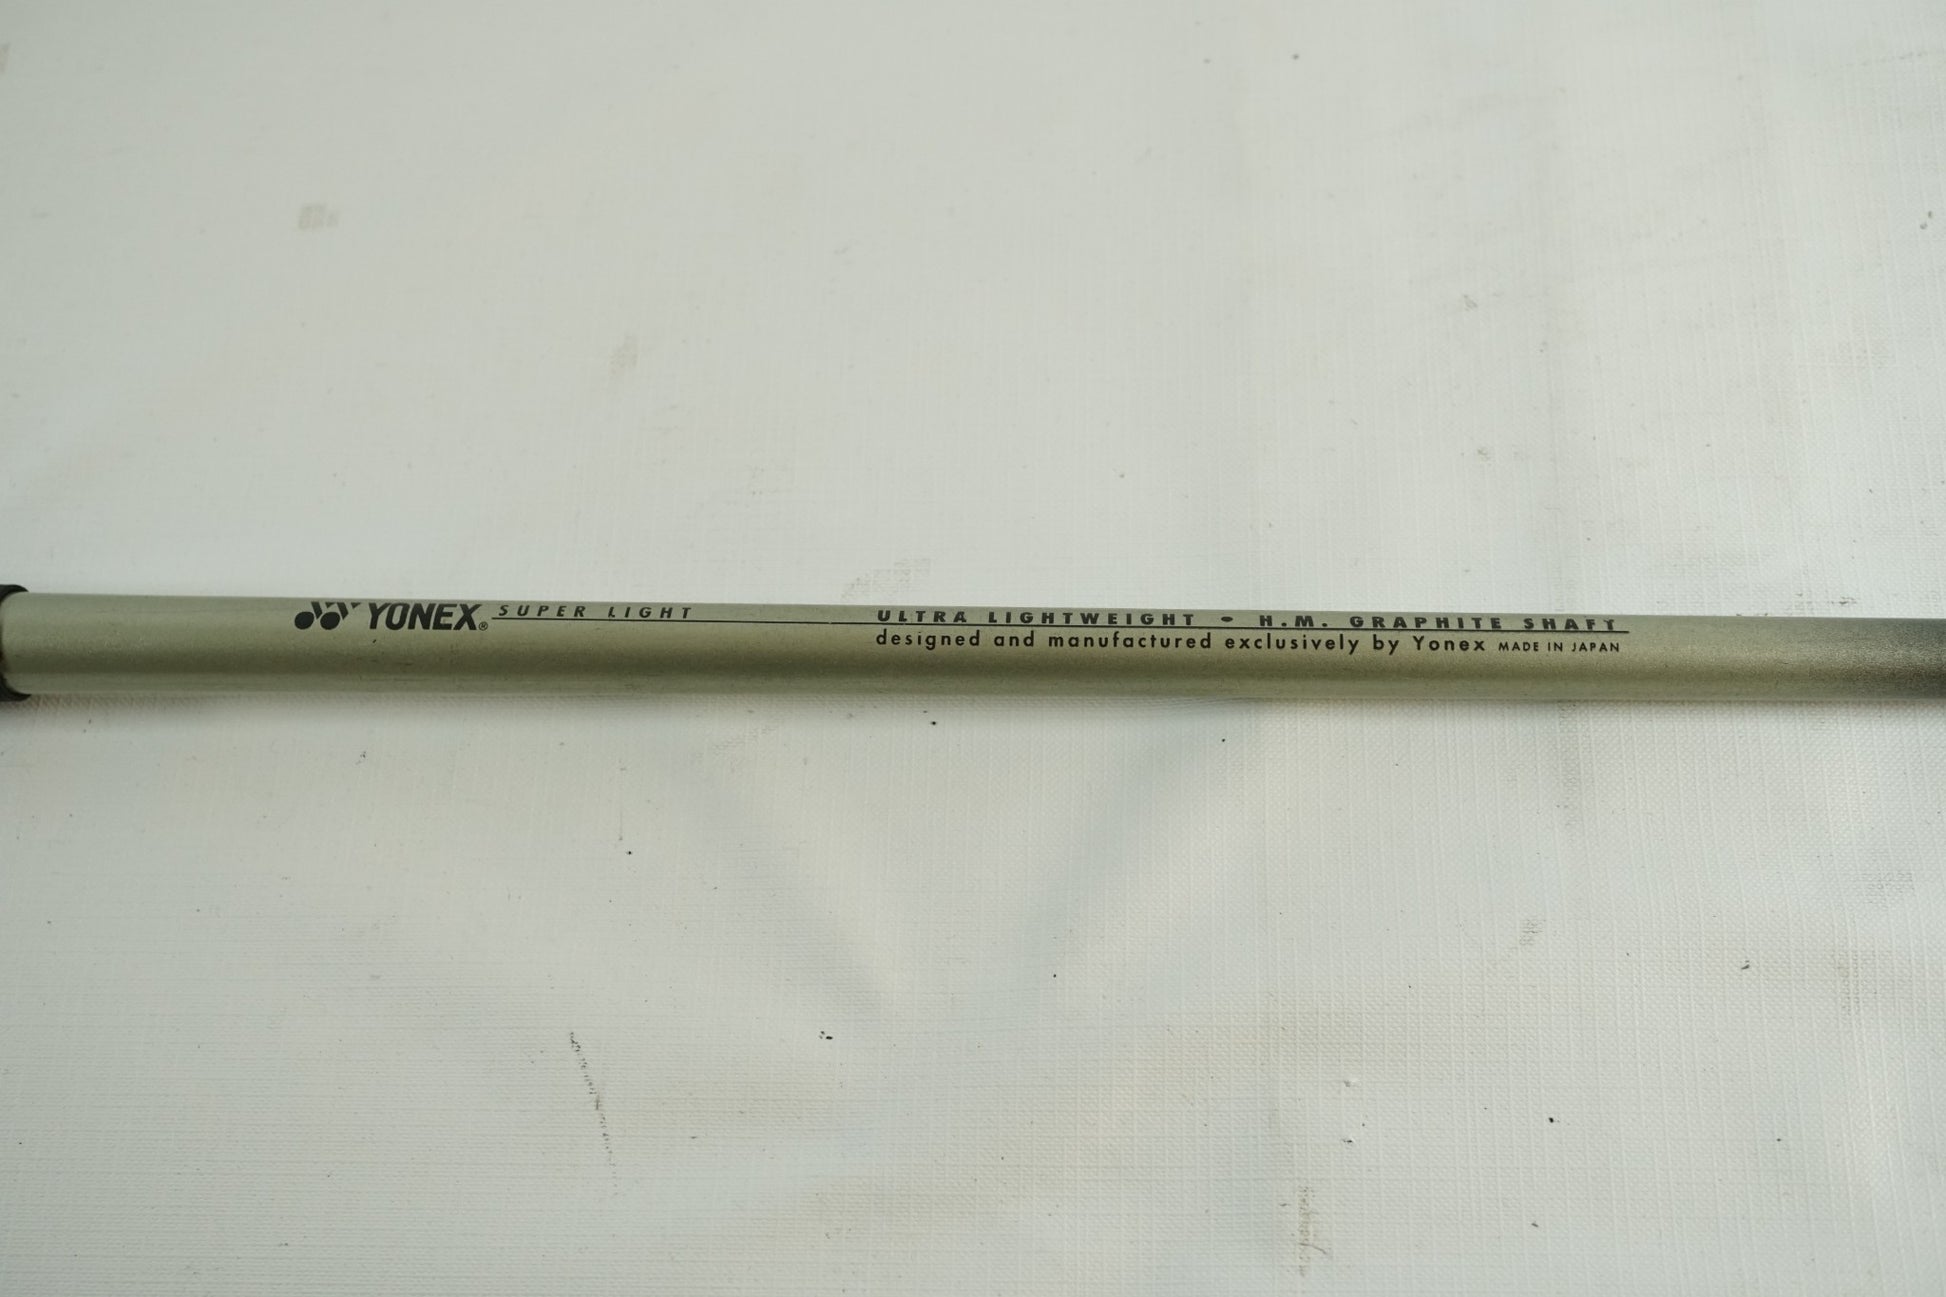 YONEX® SUPER LIGHT
ULTRA LIGHTWEIGHT • H.M. GRAPHITE SHAFT
designed and manufactured exclusively by Yonex MADE IN JAPAN